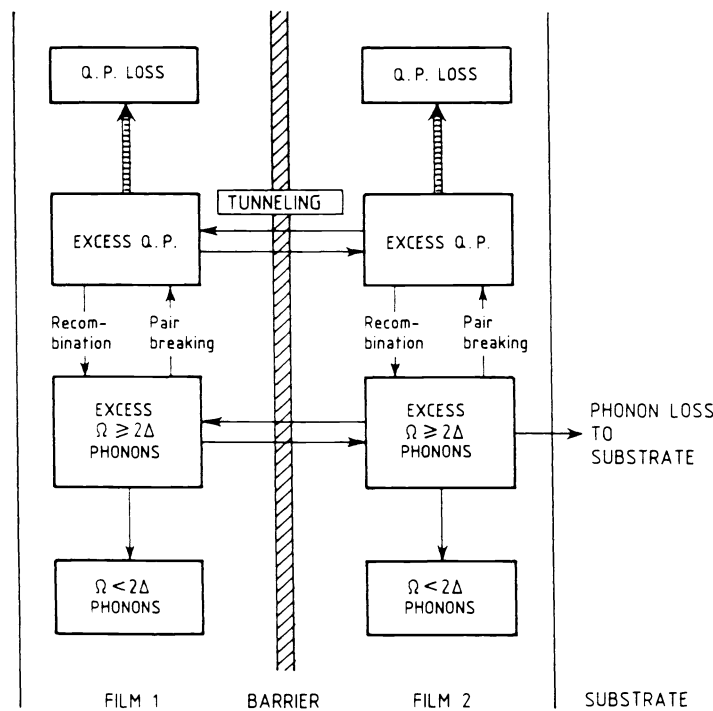 Q.P. LOSS
Q.P. LOSS
TUNNELING
EXCESS Q.P.
EXCESS Q.P.
Recom-
bination
Pair
breaking
Recom-
bination
Pair
breaking
EXCESS
Ω ≥ 2Δ
PHONONS
EXCESS
Ω ≥ 2Δ
PHONONS
PHONON LOSS
TO
SUBSTRATE
Ω < 2Δ
PHONONS
Ω < 2Δ
PHONONS
FILM 1
BARRIER
FILM 2
SUBSTRATE